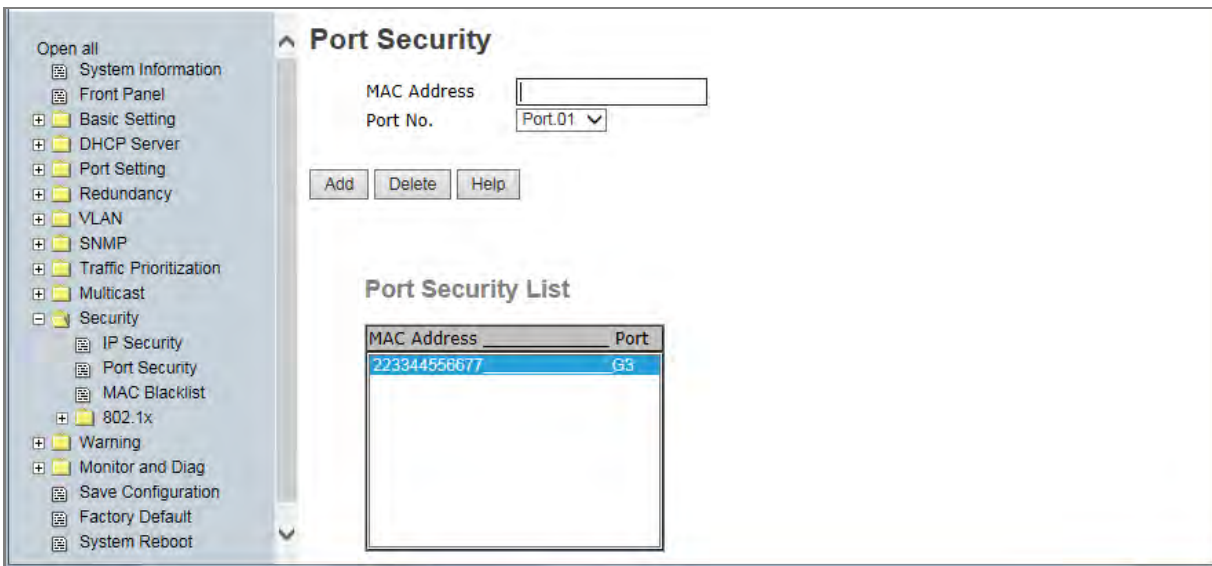 Open all
System Information
Front Panel
Basic Setting
DHCP Server
Port Setting
Redundancy
VLAN
SNMP
Traffic Prioritization
Multicast
Security
IP Security
Port Security
MAC Blacklist
802.1x
Warning
Monitor and Diag
Save Configuration
Factory Default
System Reboot
Port Security
MAC Address
Port No. Port.01
Add Delete Help
Port Security List
MAC Address ______________ Port
223344556677______________G3